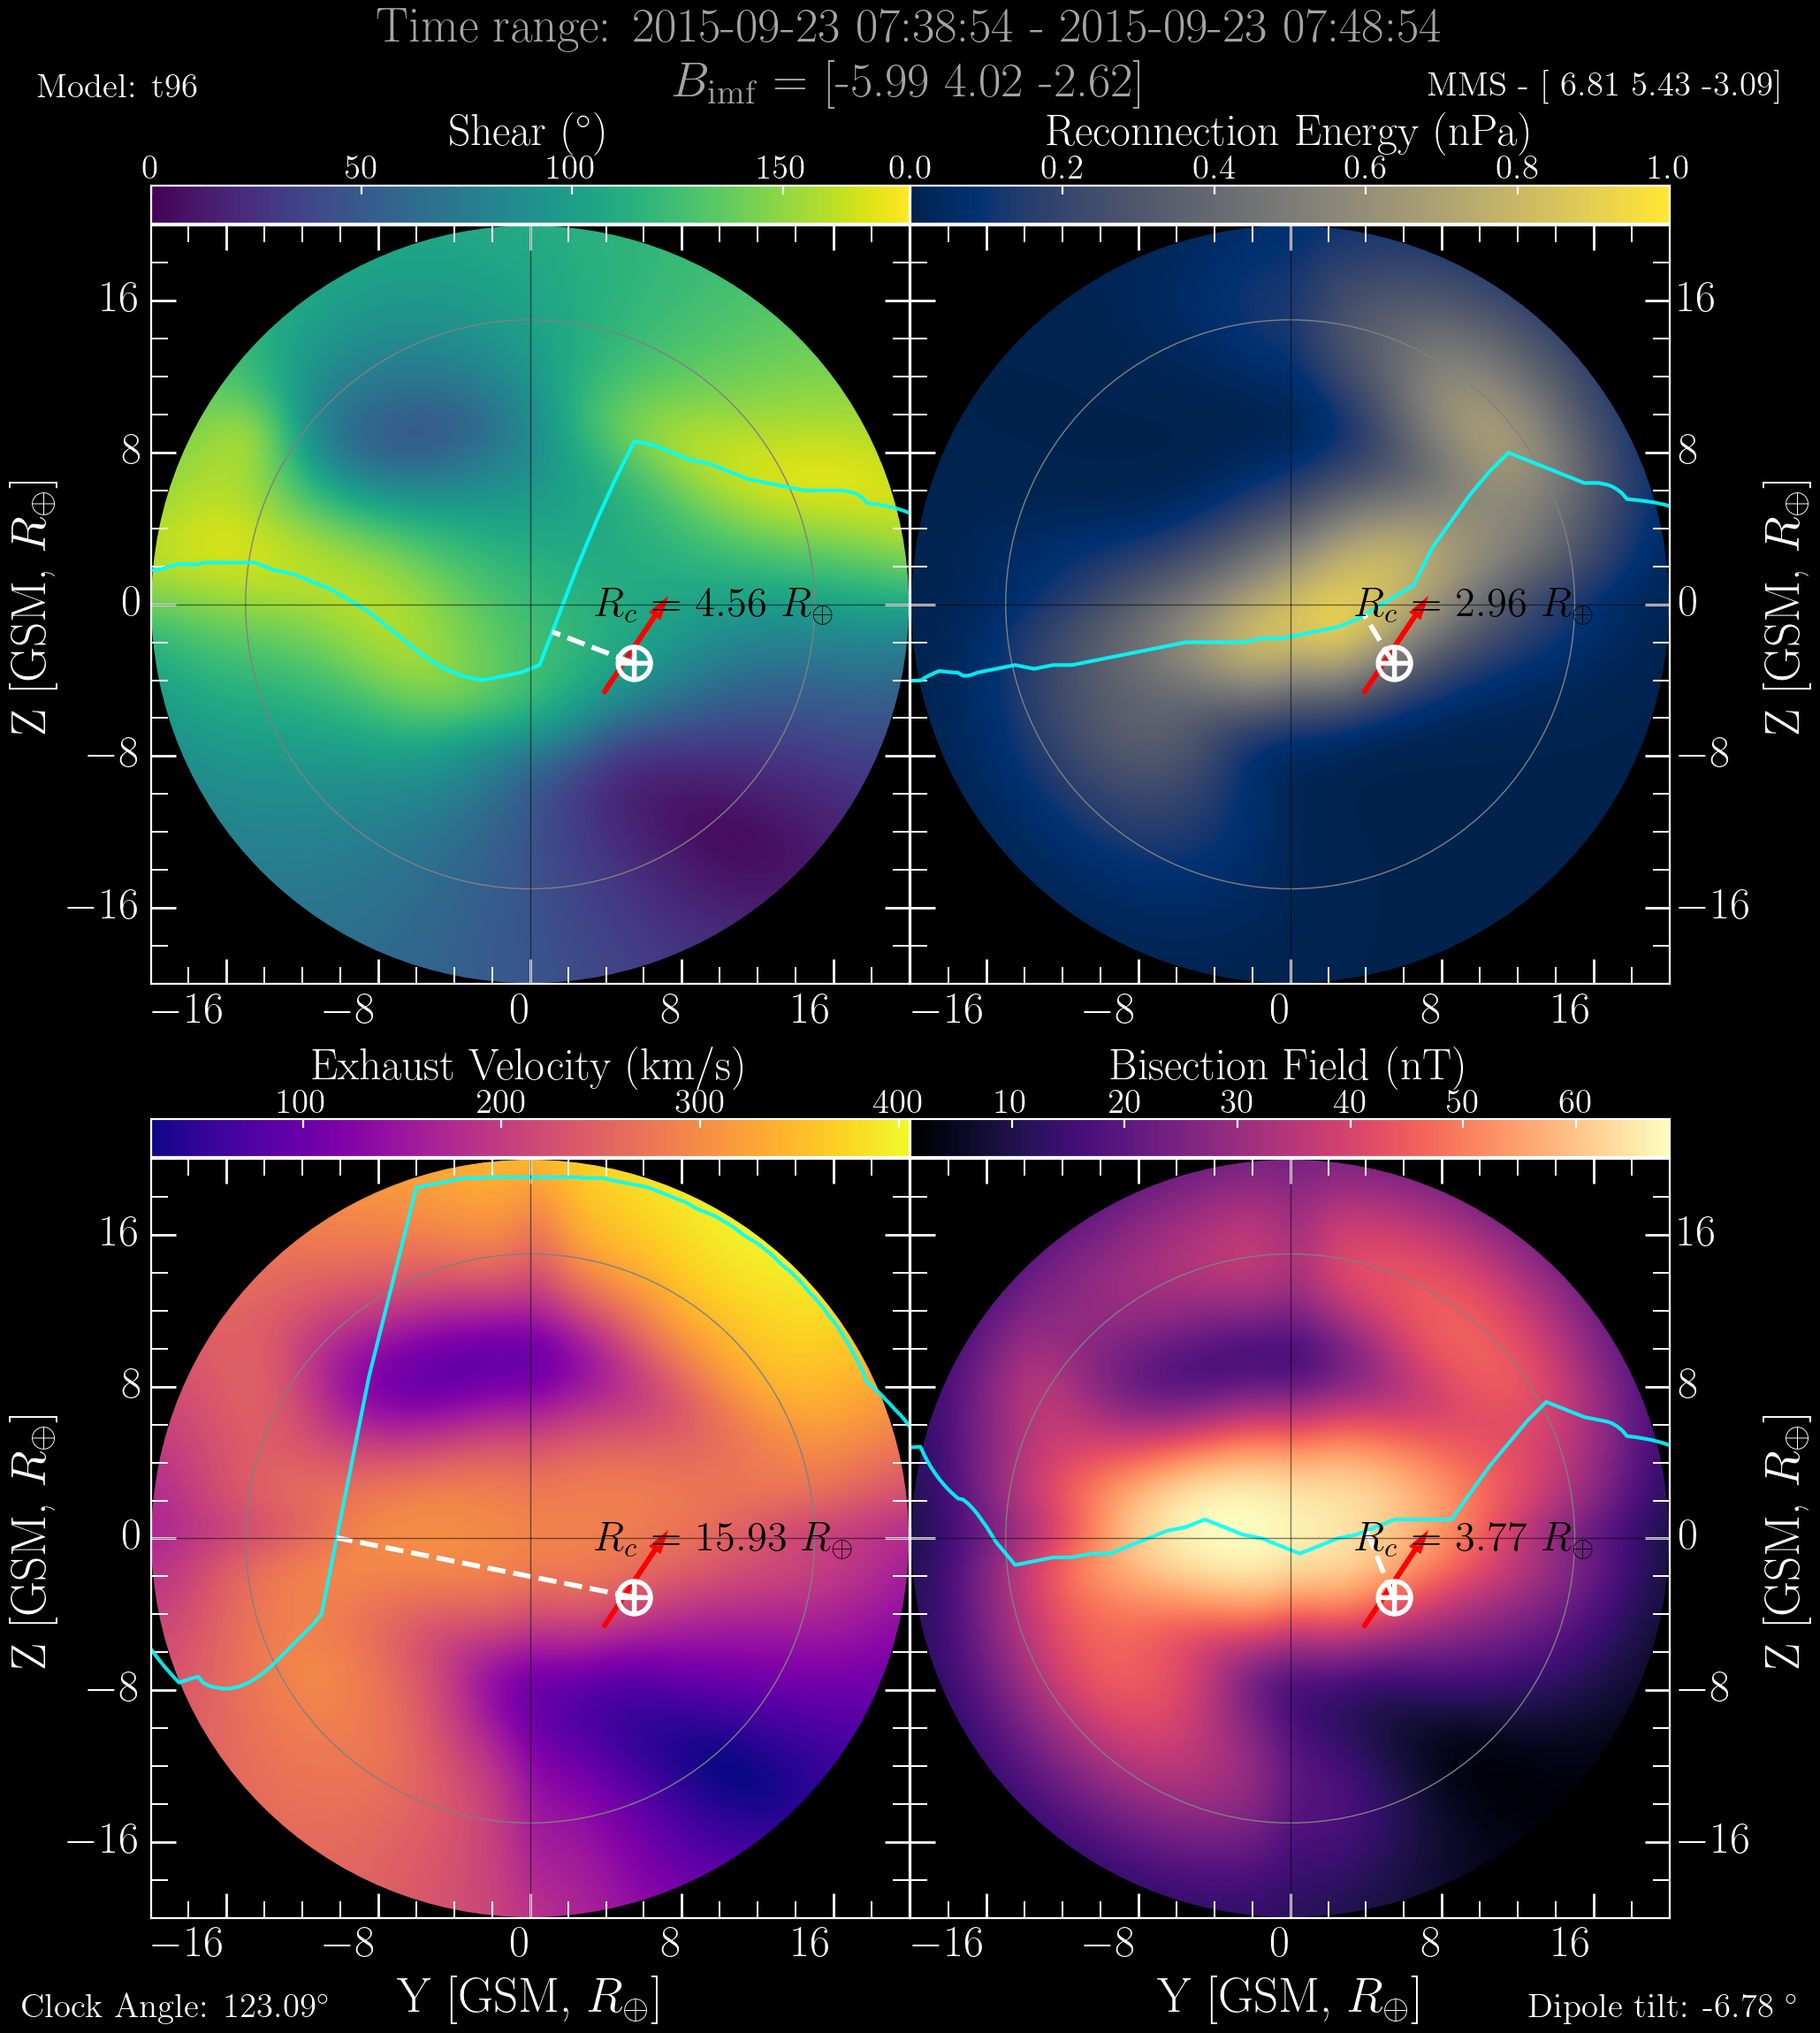 Time range: 2015-09-23 07:38:54 - 2015-09-23 07:48:54
Model: t96
B_imf = [-5.99 4.02 -2.62]
MMS - [ 6.81 5.43 -3.09]
Shear (°)
Reconnection Energy (nPa)
0 50 100 150
0.0 0.2 0.4 0.6 0.8 1.0
16
8
0
−8
−16
Z [GSM, R⊕]
R_c = 4.56 R⊕
R_c = 2.96 R⊕
16
8
0
−8
−16
Z [GSM, R⊕]
−16 −8 0 8 16
−16 −8 0 8 16
Exhaust Velocity (km/s)
Bisection Field (nT)
100 200 300 400
10 20 30 40 50 60
16
8
0
−8
−16
Z [GSM, R⊕]
R_c = 15.93 R⊕
R_c = 3.77 R⊕
16
8
0
−8
−16
Z [GSM, R⊕]
−16 −8 0 8 16
−16 −8 0 8 16
Y [GSM, R⊕]
Y [GSM, R⊕]
Clock Angle: 123.09°
Dipole tilt: -6.78 °